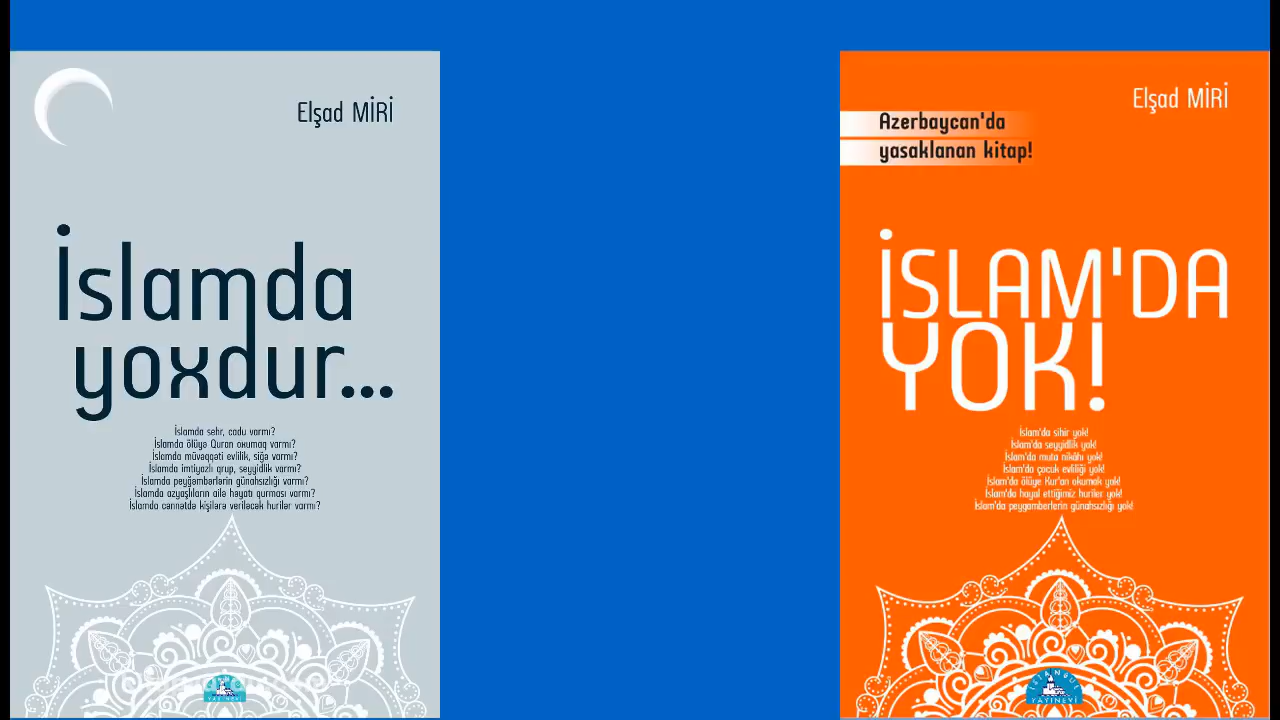 Elşad MİRİ
İslamda
yoxdur...
İslamda sehr, cadu varmı?
İslamda ölüyə Quran oxumaq varmı?
İslamda müvəqqəti evlilik, siğə varmı?
İslamda imtiyazlı qrup, seyyidlik varmı?
İslamda peyğəmbərlərin günahsızlığı varmı?
İslamda azyaşlıların ailə həyatı qurması varmı?
İslamda cənnətdə kişilərə veriləcək hurilər varmı?
Elşad MİRİ
Azerbaycan'da
yasaklanan kitap!
İSLAM'DA
YOK!
İslam'da sihir yok!
İslam'da seyyidlik yok!
İslam'da muta nikâhı yok!
İslam'da çocuk evliliği yok!
İslam'da ölüye Kur'an okumak yok!
İslam'da hayal ettiğimiz huriler yok!
İslam'da peygamberlerin günahsızlığı yok!
İSTANBUL
YAYINEVİ